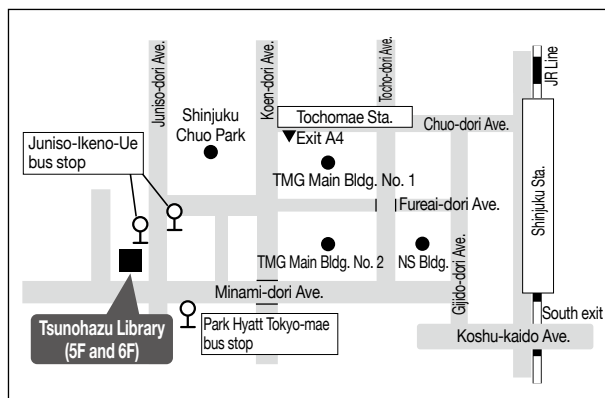 Juniso-dori Ave.
Koen-dori Ave.
Tocho-dori Ave.
JR Line
Shinjuku
Chuo Park
Tochomae Sta.
Exit A4
Chuo-dori Ave.
Juniso-Ikeno-Ue
bus stop
TMG Main Bldg. No. 1
Fureai-dori Ave.
Shinjuku Sta.
TMG Main Bldg. No. 2
NS Bldg.
Gijido-dori Ave.
Minami-dori Ave.
Tsunohazu Library
(5F and 6F)
Park Hyatt Tokyo-mae
bus stop
South exit
Koshu-kaido Ave.